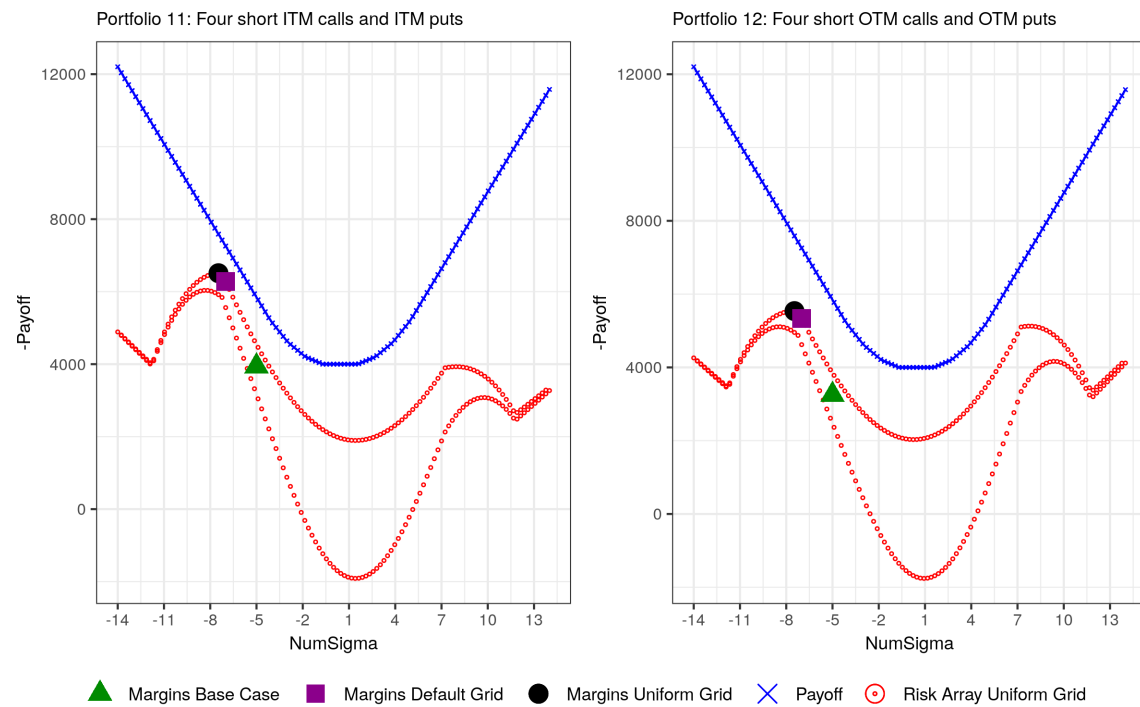 Portfolio 11: Four short ITM calls and ITM puts
Portfolio 12: Four short OTM calls and OTM puts
-Payoff
12000
8000
4000
0
-14 -11 -8 -5 -2 1 4 7 10 13
NumSigma
-Payoff
12000
8000
4000
0
-14 -11 -8 -5 -2 1 4 7 10 13
NumSigma
Margins Base Case Margins Default Grid Margins Uniform Grid Payoff Risk Array Uniform Grid